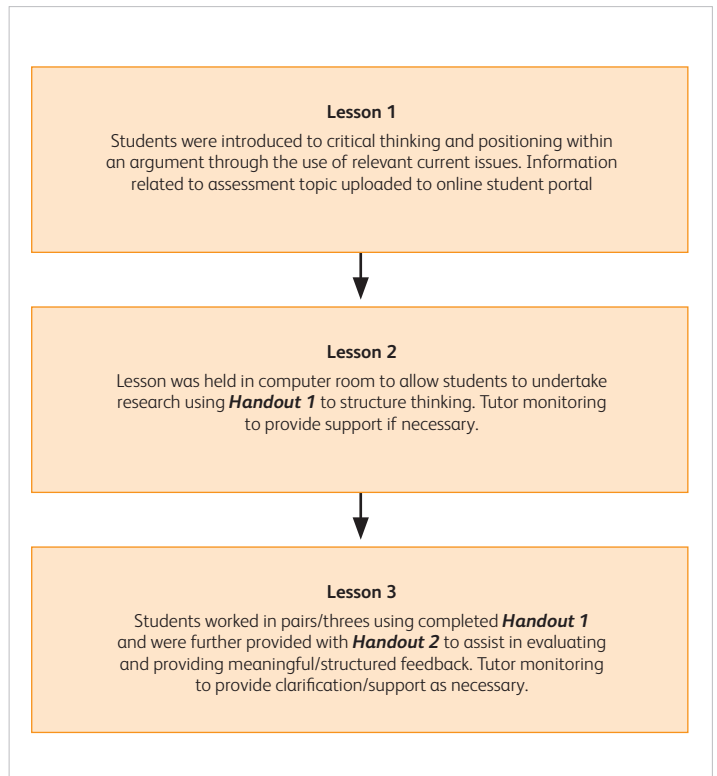 Lesson 1
Students were introduced to critical thinking and positioning within
an argument through the use of relevant current issues. Information
related to assessment topic uploaded to online student portal
Lesson 2
Lesson was held in computer room to allow students to undertake
research using Handout 1 to structure thinking. Tutor monitoring
to provide support if necessary.
Lesson 3
Students worked in pairs/threes using completed Handout 1
and were further provided with Handout 2 to assist in evaluating
and providing meaningful/structured feedback. Tutor monitoring
to provide clarification/support as necessary.